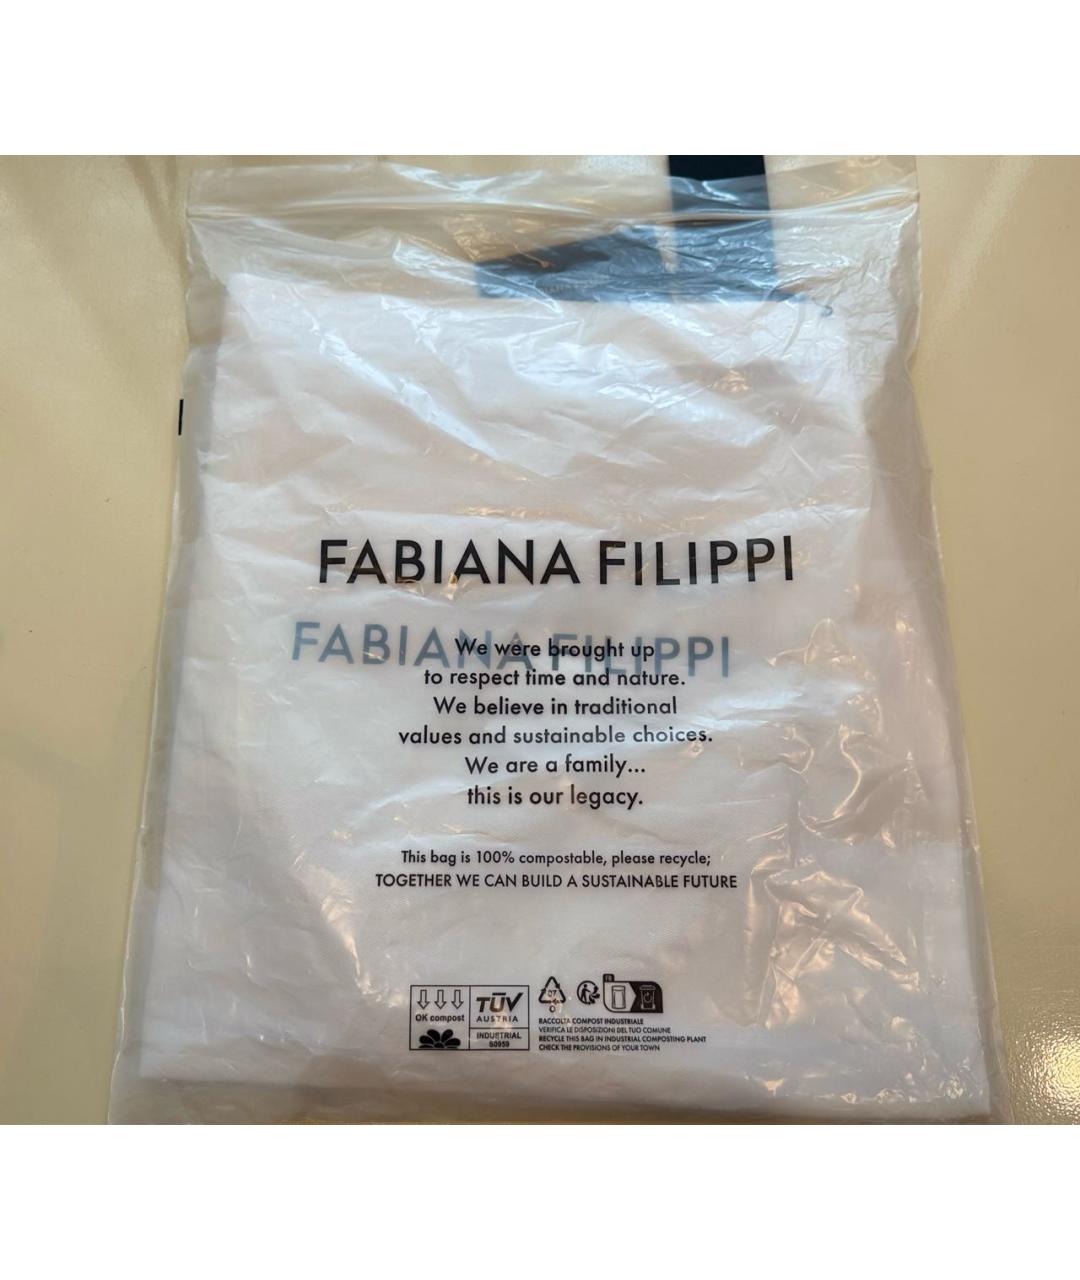 FABIANA FILIPPI
FABIANA FILIPPI
We were brought up
to respect time and nature.
We believe in traditional
values and sustainable choices.
We are a family...
this is our legacy.
This bag is 100% compostable, please recycle;
TOGETHER WE CAN BUILD A SUSTAINABLE FUTURE
OK compost
TÜV
AUSTRIA
INDUSTRIAL
S0959
07
FR
RACCOLTA COMPOST INDUSTRIALE
VERIFICA LE DISPOSIZIONI DEL TUO COMUNE
RECYCLE THIS BAG IN INDUSTRIAL COMPOSTING PLANT
CHECK THE PROVISIONS OF YOUR TOWN